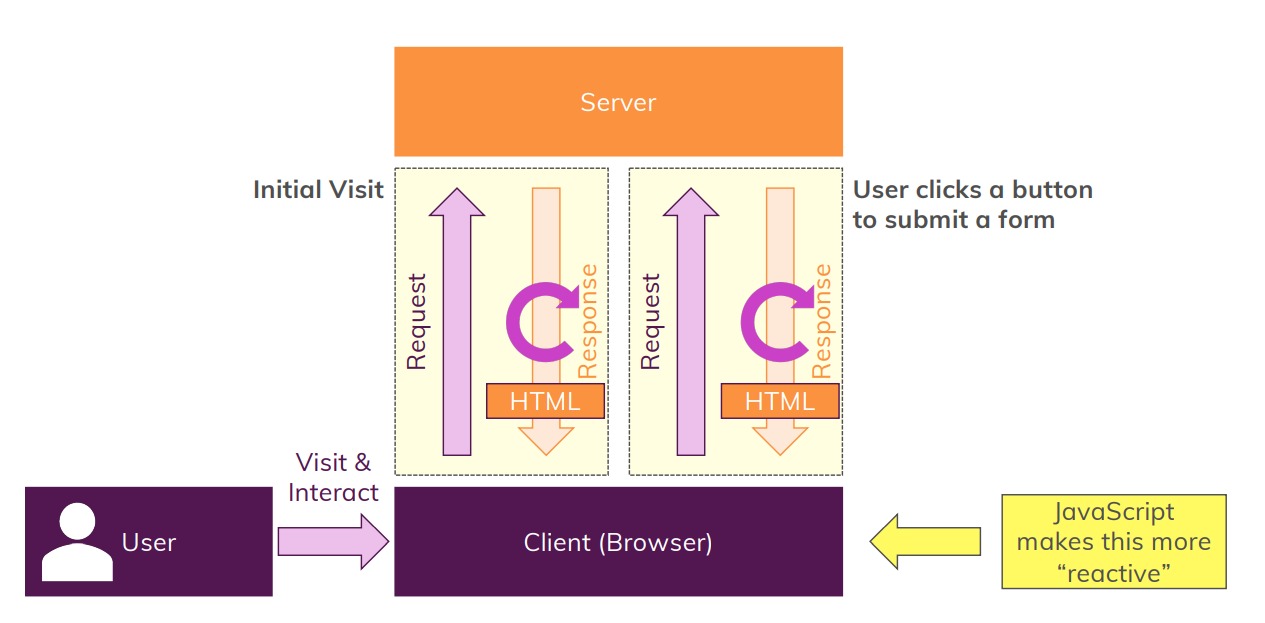 Server
Initial Visit
Request
Response
HTML
Request
Response
HTML
User clicks a button
to submit a form
Visit &
Interact
User
Client (Browser)
JavaScript
makes this more
“reactive”